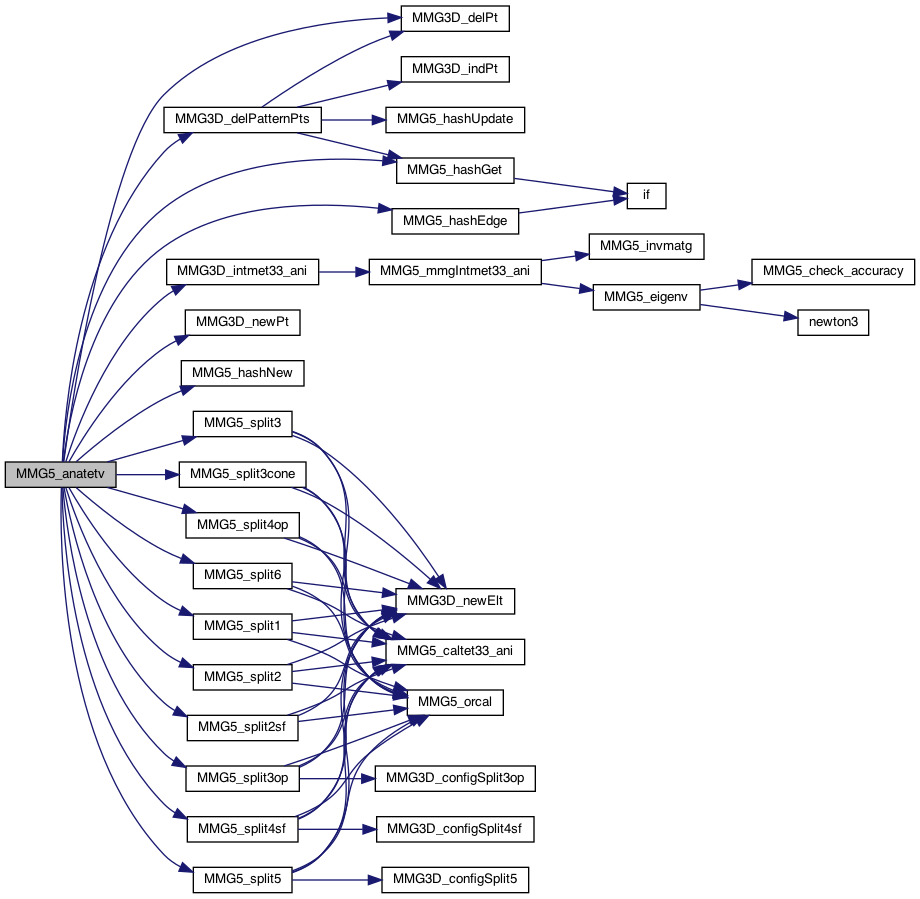 MMG3D_delPt
MMG3D_indPt
MMG3D_delPatternPts
MMG5_hashUpdate
MMG5_hashGet
if
MMG5_hashEdge
MMG5_invmatg
MMG3D_intmet33_ani
MMG5_mmgIntmet33_ani
MMG5_check_accuracy
MMG5_eigenv
MMG3D_newPt
newton3
MMG5_hashNew
MMG5_split3
MMG5_anatetv
MMG5_split3cone
MMG5_split4op
MMG5_split6
MMG3D_newElt
MMG5_split1
MMG5_caltet33_ani
MMG5_split2
MMG5_orcal
MMG5_split2sf
MMG5_split3op
MMG3D_configSplit3op
MMG5_split4sf
MMG3D_configSplit4sf
MMG5_split5
MMG3D_configSplit5